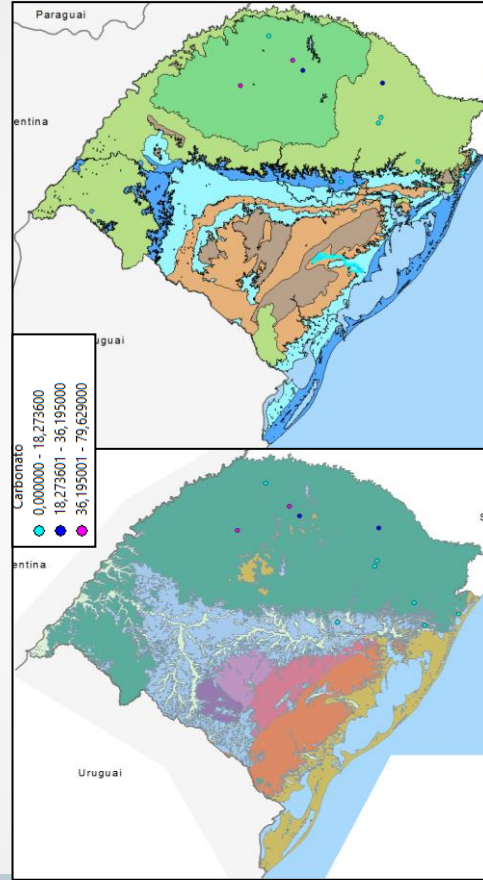 Paraguai
entina
uguai
Carbonato
0,000000 - 18,273600
18,273601 - 36,195000
36,195001 - 79,629000
entina
S
Uruguai